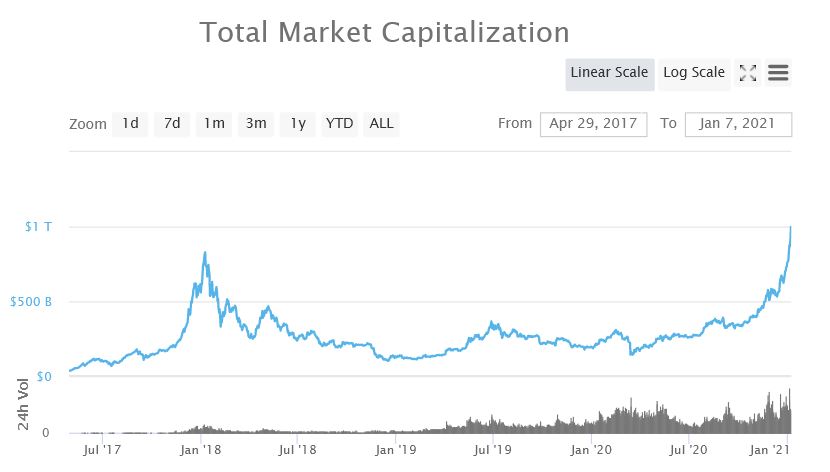 Total Market Capitalization
Linear Scale Log Scale
Zoom 1d 7d 1m 3m 1y YTD ALL From Apr 29, 2017 To Jan 7, 2021
$1 T
$500 B
$0
24h Vol
0
Jul '17 Jan '18 Jul '18 Jan '19 Jul '19 Jan '20 Jul '20 Jan '21